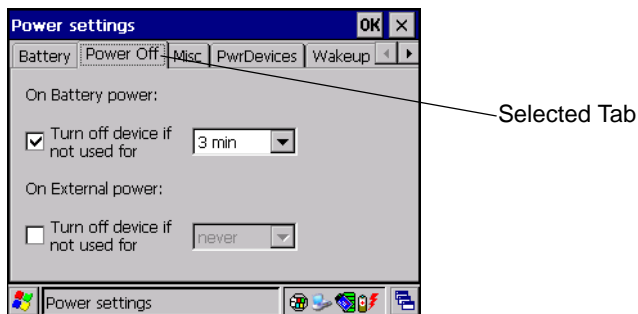 Power settings OK
Battery Power Off Misc PwrDevices Wakeup
Selected Tab
On Battery power:
Turn off device if
not used for
3 min
On External power:
Turn off device if
not used for
never
Power settings